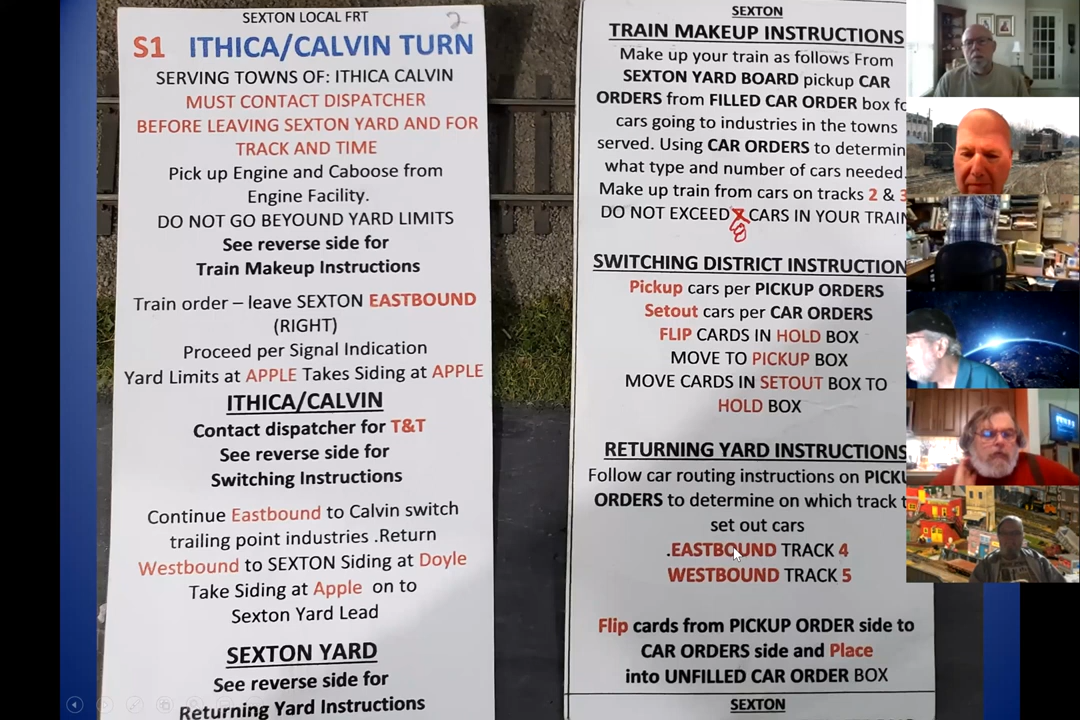 SEXTON LOCAL FRT
2
S1 ITHICA/CALVIN TURN
SERVING TOWNS OF: ITHICA CALVIN
MUST CONTACT DISPATCHER
BEFORE LEAVING SEXTON YARD AND FOR
TRACK AND TIME
Pick up Engine and Caboose from
Engine Facility.
DO NOT GO BEYOUND YARD LIMITS
See reverse side for
Train Makeup Instructions
Train order – leave SEXTON EASTBOUND
(RIGHT)
Proceed per Signal Indication
Yard Limits at APPLE Takes Siding at APPLE
ITHICA/CALVIN
Contact dispatcher for T&T
See reverse side for
Switching Instructions
Continue Eastbound to Calvin switch
trailing point industries .Return
Westbound to SEXTON Siding at Doyle
Take Siding at Apple on to
Sexton Yard Lead
SEXTON YARD
See reverse side for
Returning Yard Instructions
SEXTON
TRAIN MAKEUP INSTRUCTIONS
Make up your train as follows From
SEXTON YARD BOARD pickup CAR
ORDERS from FILLED CAR ORDER box fo
cars going to industries in the towns
served. Using CAR ORDERS to determin
what type and number of cars needed.
Make up train from cars on tracks 2 & 3
DO NOT EXCEED CARS IN YOUR TRAIN
8
SWITCHING DISTRICT INSTRUCTION
Pickup cars per PICKUP ORDERS
Setout cars per CAR ORDERS
FLIP CARDS IN HOLD BOX
MOVE TO PICKUP BOX
MOVE CARDS IN SETOUT BOX TO
HOLD BOX
RETURNING YARD INSTRUCTIONS
Follow car routing instructions on PICKU
ORDERS to determine on which track t
set out cars
.EASTBOUND TRACK 4
WESTBOUND TRACK 5
Flip cards from PICKUP ORDER side to
CAR ORDERS side and Place
into UNFILLED CAR ORDER BOX
SEXTON